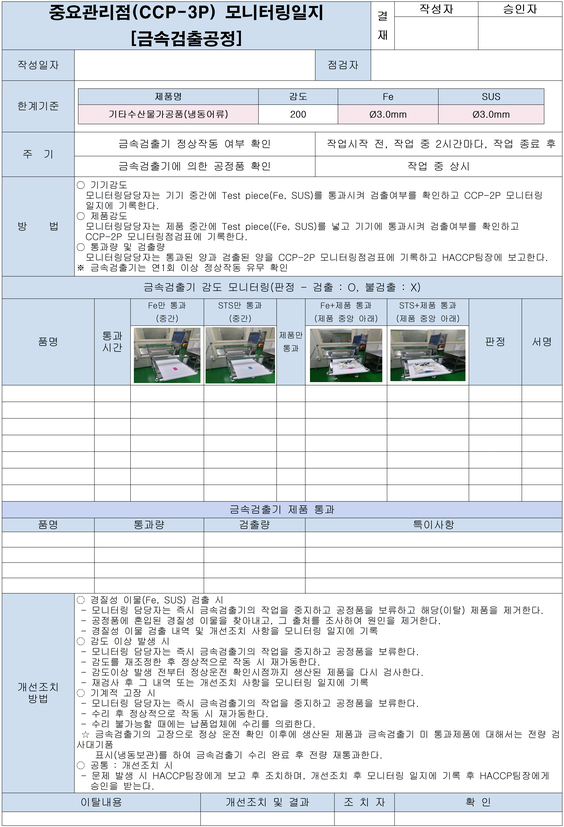 중요관리점(CCP-3P) 모니터링일지
[금속검출공정]
결재
작성자
승인자
작성일자
점검자
한계기준
제품명
감도
Fe
SUS
기타수산물가공품(냉동어류)
200
Ø3.0mm
Ø3.0mm
주 기
금속검출기 정상작동 여부 확인
작업시작 전, 작업 중 2시간마다, 작업 종료 후
금속검출기에 의한 공정품 확인
작업 중 상시
방 법
○ 기기감도
모니터링담당자는 기기 중간에 Test piece(Fe, SUS)를 통과시켜 검출여부를 확인하고 CCP-2P 모니터링
일지에 기록한다.
○ 제품감도
모니터링담당자는 제품 중간에 Test piece((Fe, SUS)를 넣고 기기에 통과시켜 검출여부를 확인하고
CCP-2P 모니터링점검표에 기록한다.
○ 통과량 및 검출량
모니터링담당자는 통과된 양과 검출된 양을 CCP-2P 모니터링점검표에 기록하고 HACCP팀장에 보고한다.
※ 금속검출기는 연1회 이상 정상작동 유무 확인
금속검출기 감도 모니터링(판정 - 검출 : O, 불검출 : X)
품명
통과
시간
Fe만 통과
(중간)
STS만 통과
(중간)
제품만
통과
Fe+제품 통과
(제품 중앙 아래)
STS+제품 통과
(제품 중앙 아래)
판정
서명
금속검출기 제품 통과
품명
통과량
검출량
특이사항
개선조치
방법
○ 경질성 이물(Fe, SUS) 검출 시
- 모니터링 담당자는 즉시 금속검출기의 작업을 중지하고 공정품을 보류하고 해당(이탈) 제품을 제거한다.
- 공정품에 혼입된 경질성 이물을 찾아내고, 그 출처를 조사하여 원인을 제거한다.
- 경질성 이물 검출 내역 및 개선조치 사항을 모니터링 일지에 기록
○ 감도 이상 발생 시
- 모니터링 담당자는 즉시 금속검출기의 작업을 중지하고 공정품을 보류한다.
- 감도를 재조정한 후 정상적으로 작동 시 재가동한다.
- 감도이상 발생 전부터 정상운전 확인시점까지 생산된 제품을 다시 검사한다.
- 재검사 후 그 내역 또는 개선조치 사항을 모니터링 일지에 기록
○ 기계적 고장 시
- 모니터링 담당자는 즉시 금속검출기의 작업을 중지하고 공정품을 보류한다.
- 수리 후 정상적으로 작동 시 재가동한다.
- 수리 불가능할 때에는 납품업체에 수리를 의뢰한다.
☆ 금속검출기의 고장으로 정상 운전 확인 이후에 생산된 제품과 금속검출기 미 통과제품에 대해서는 전량 검
사대기품
표시(냉동보관)를 하여 금속검출기 수리 완료 후 전량 재통과한다.
○ 공통 : 개선조치 시
- 문제 발생 시 HACCP팀장에게 보고 후 조치하며, 개선조치 후 모니터링 일지에 기록 후 HACCP팀장에게
승인을 받는다.
이탈내용
개선조치 및 결과
조 치 자
확 인